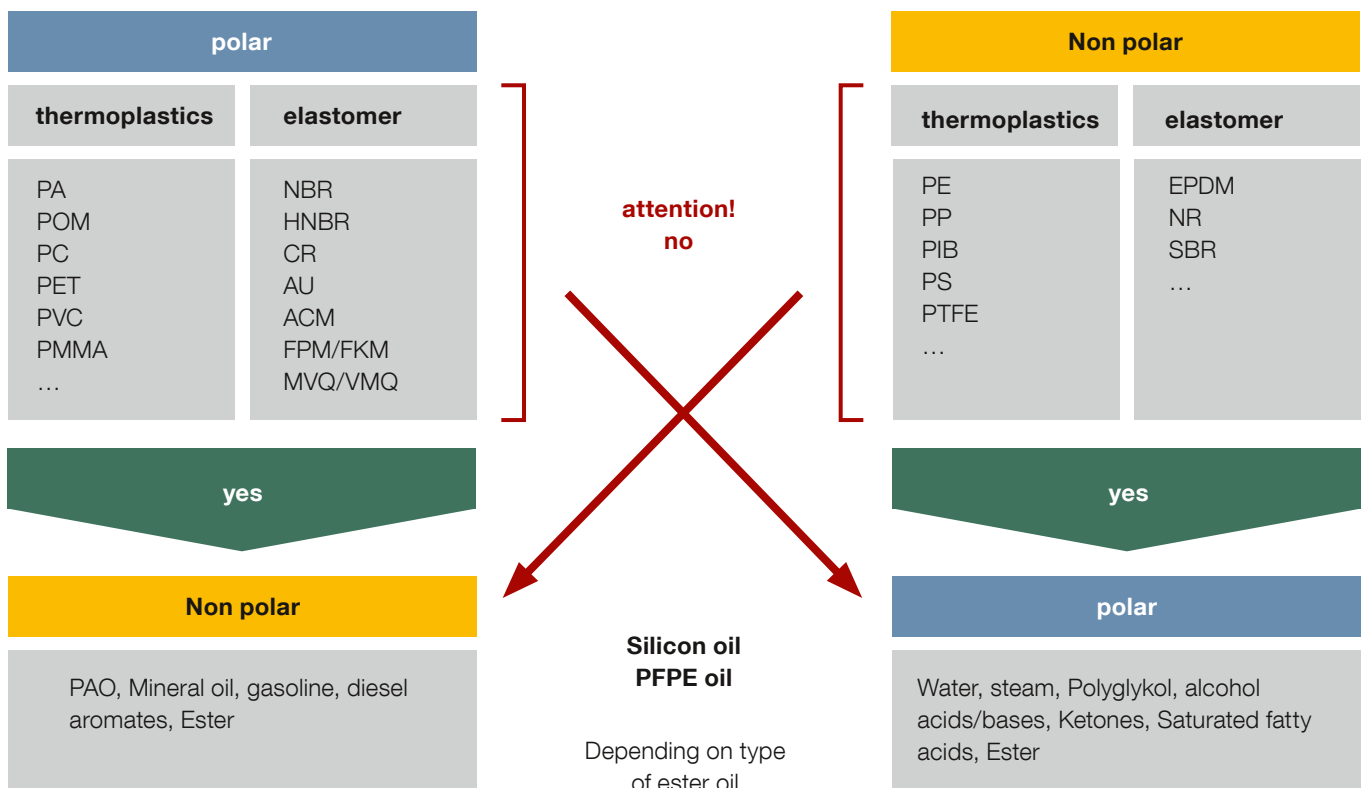 polar
thermoplastics
elastomer
PA
POM
PC
PET
PVC
PMMA
…
NBR
HNBR
CR
AU
ACM
FPM/FKM
MVQ/VMQ
attention!
no
Non polar
thermoplastics
elastomer
PE
PP
PIB
PS
PTFE
…
EPDM
NR
SBR
…
yes
Non polar
PAO, Mineral oil, gasoline, diesel
aromates, Ester
Silicon oil
PFPE oil
Depending on type
of ester oil
yes
polar
Water, steam, Polyglykol, alcohol
acids/bases, Ketones, Saturated fatty
acids, Ester